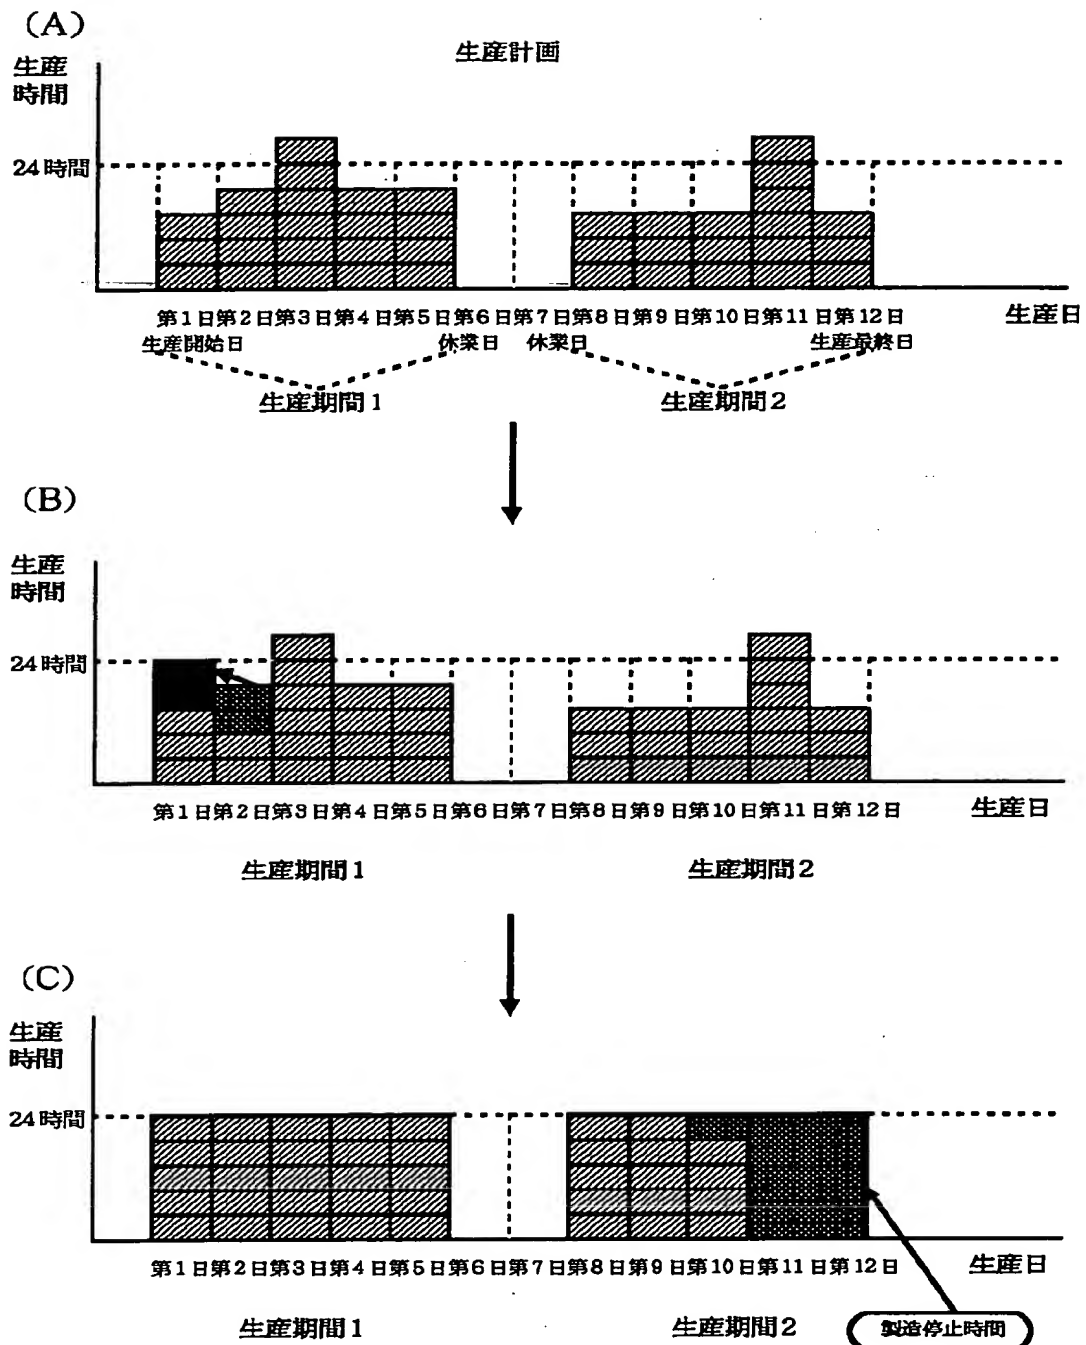 (A)
生産計画
生産
時間
24時間
第1日第2日第3日第4日第5日第6日第7日第8日第9日第10日第11日第12日
生産日
生産開始日 休業日 休業日 生産最終日
生産期間1 生産期間2
(B)
生産
時間
24時間
第1日第2日第3日第4日第5日第6日第7日第8日第9日第10日第11日第12日
生産日
生産期間1 生産期間2
(C)
生産
時間
24時間
第1日第2日第3日第4日第5日第6日第7日第8日第9日第10日第11日第12日
生産日
生産期間1 生産期間2
製造停止時間